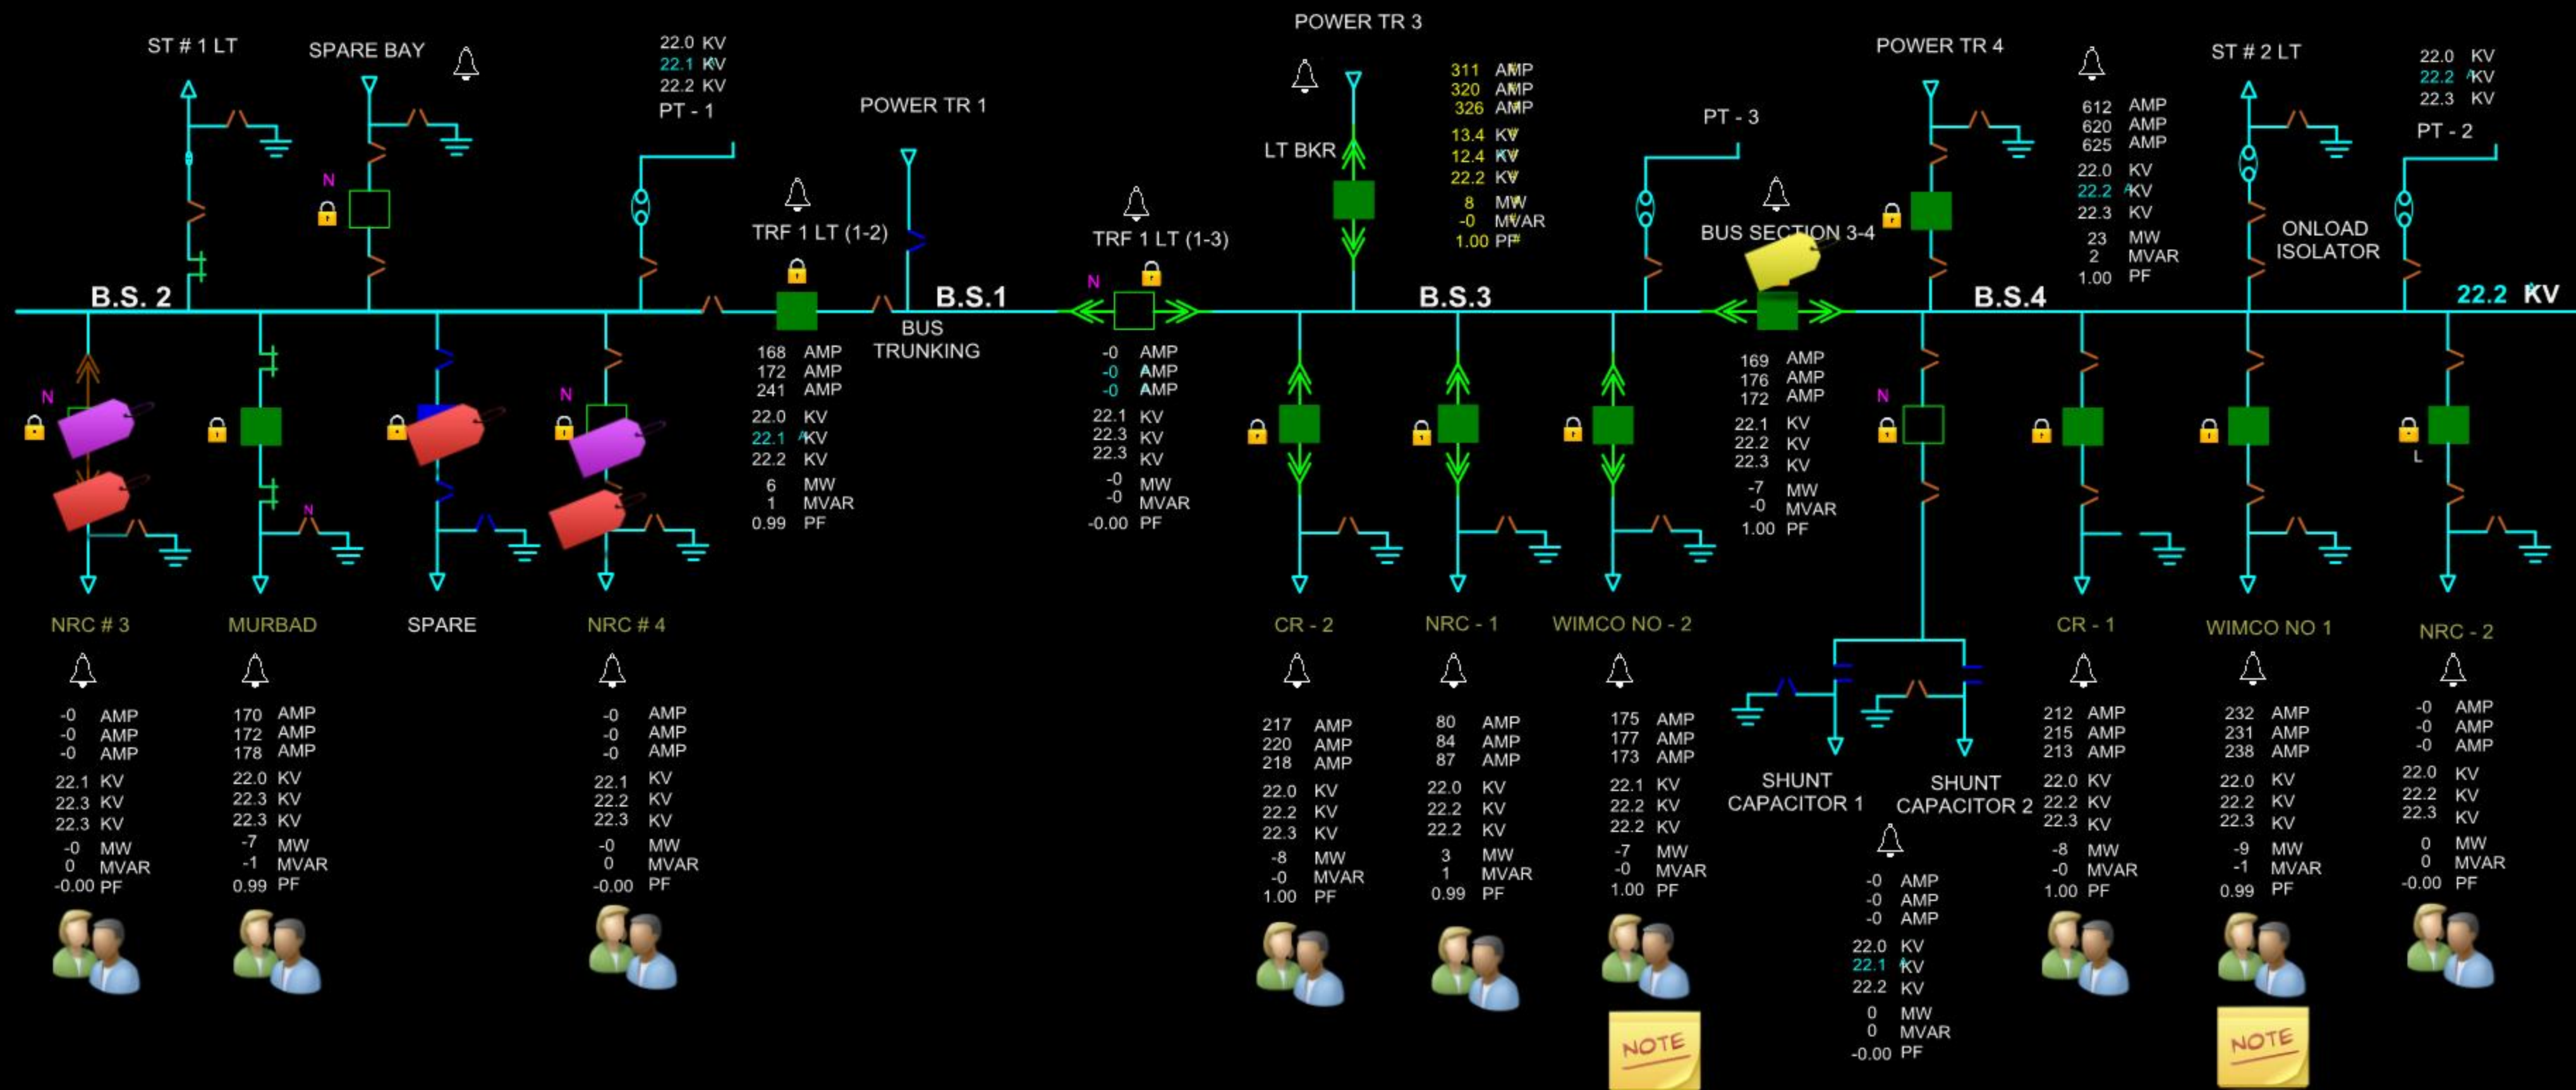 ST # 1 LT
SPARE BAY
N
22.0 KV
22.1 KV
22.2 KV
PT - 1
POWER TR 1
TRF 1 LT (1-2)
TRF 1 LT (1-3)
N
POWER TR 3
LT BKR
311 AMP
320 AMP
326 AMP
13.4 KV
12.4 KV
22.2 KV
8 MW
-0 MVAR
1.00 PF
PT - 3
BUS SECTION 3-4
POWER TR 4
612 AMP
620 AMP
625 AMP
22.0 KV
22.2 KV
22.3 KV
23 MW
2 MVAR
1.00 PF
ST # 2 LT
ONLOAD
ISOLATOR
22.0 KV
22.2 KV
22.3 KV
PT - 2
B.S. 2
B.S.1
B.S.3
B.S.4
22.2 KV
BUS
TRUNKING
168 AMP
172 AMP
241 AMP
22.0 KV
22.1 KV
22.2 KV
6 MW
1 MVAR
0.99 PF
-0 AMP
-0 AMP
-0 AMP
22.1 KV
22.3 KV
22.3 KV
-0 MW
-0 MVAR
-0.00 PF
169 AMP
176 AMP
172 AMP
22.1 KV
22.2 KV
22.3 KV
-7 MW
-0 MVAR
1.00 PF
N
N
N
N
L
NRC # 3
-0 AMP
-0 AMP
-0 AMP
22.1 KV
22.3 KV
22.3 KV
-0 MW
0 MVAR
-0.00 PF
MURBAD
170 AMP
172 AMP
178 AMP
22.0 KV
22.3 KV
22.3 KV
-7 MW
-1 MVAR
0.99 PF
SPARE
NRC # 4
-0 AMP
-0 AMP
-0 AMP
22.1 KV
22.2 KV
22.3 KV
-0 MW
0 MVAR
-0.00 PF
CR - 2
217 AMP
220 AMP
218 AMP
22.0 KV
22.2 KV
22.3 KV
-8 MW
-0 MVAR
1.00 PF
NRC - 1
80 AMP
84 AMP
87 AMP
22.0 KV
22.2 KV
22.2 KV
3 MW
1 MVAR
0.99 PF
WIMCO NO - 2
175 AMP
177 AMP
173 AMP
22.1 KV
22.2 KV
22.2 KV
-7 MW
-0 MVAR
1.00 PF
NOTE
SHUNT
CAPACITOR 1
SHUNT
CAPACITOR 2
-0 AMP
-0 AMP
-0 AMP
22.0 KV
22.1 KV
22.2 KV
0 MW
0 MVAR
-0.00 PF
CR - 1
212 AMP
215 AMP
213 AMP
22.0 KV
22.2 KV
22.3 KV
-8 MW
-0 MVAR
1.00 PF
WIMCO NO 1
232 AMP
231 AMP
238 AMP
22.0 KV
22.2 KV
22.3 KV
-9 MW
-1 MVAR
0.99 PF
NOTE
NRC - 2
-0 AMP
-0 AMP
-0 AMP
22.0 KV
22.2 KV
22.3 KV
0 MW
0 MVAR
-0.00 PF